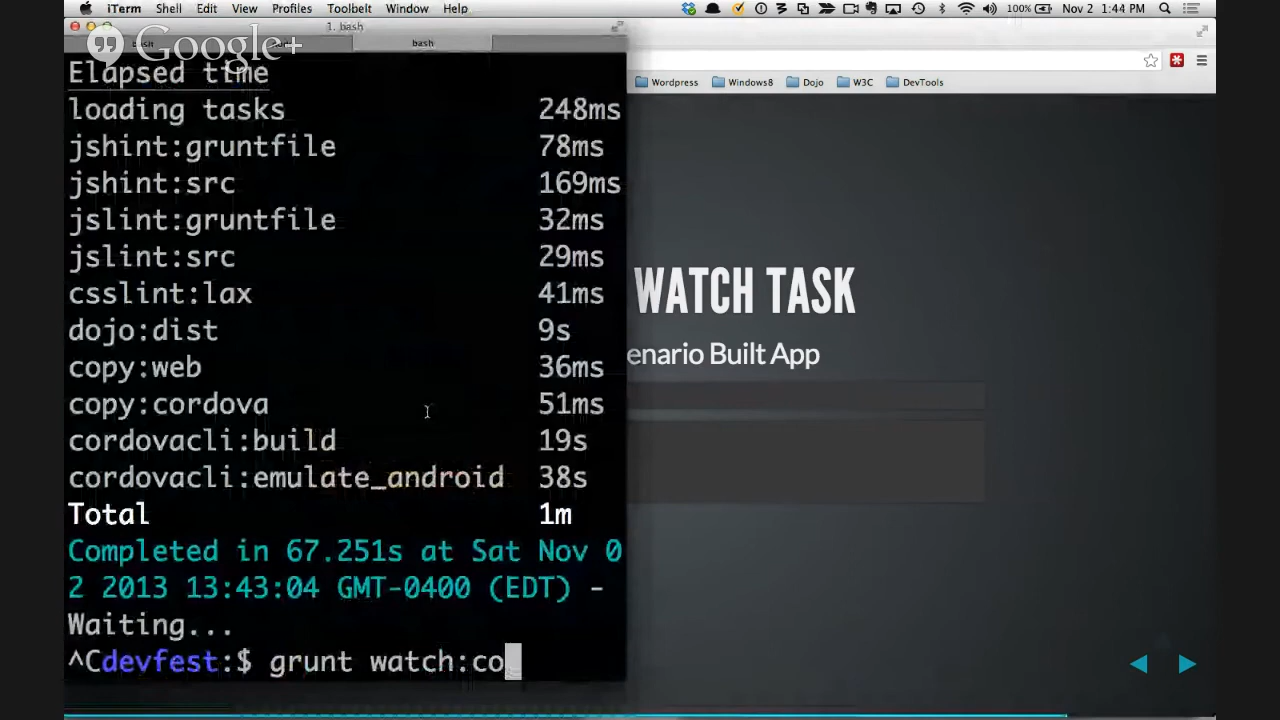 iTerm Shell Edit View Profiles Toolbelt Window Help 100% Nov 2 1:44 PM
1. bash
Google+
bash
Elapsed time
loading tasks 248ms
jshint:gruntfile 78ms
jshint:src 169ms
jslint:gruntfile 32ms
jslint:src 29ms
csslint:lax 41ms
dojo:dist 9s
copy:web 36ms
copy:cordova 51ms
cordovacli:build 19s
cordovacli:emulate_android 38s
Total 1m
Completed in 67.251s at Sat Nov 0
2 2013 13:43:04 GMT-0400 (EDT) -
Waiting...
^Cdevfest:$ grunt watch:co
Wordpress Windows8 Dojo W3C DevTools
WATCH TASK
enario Built App